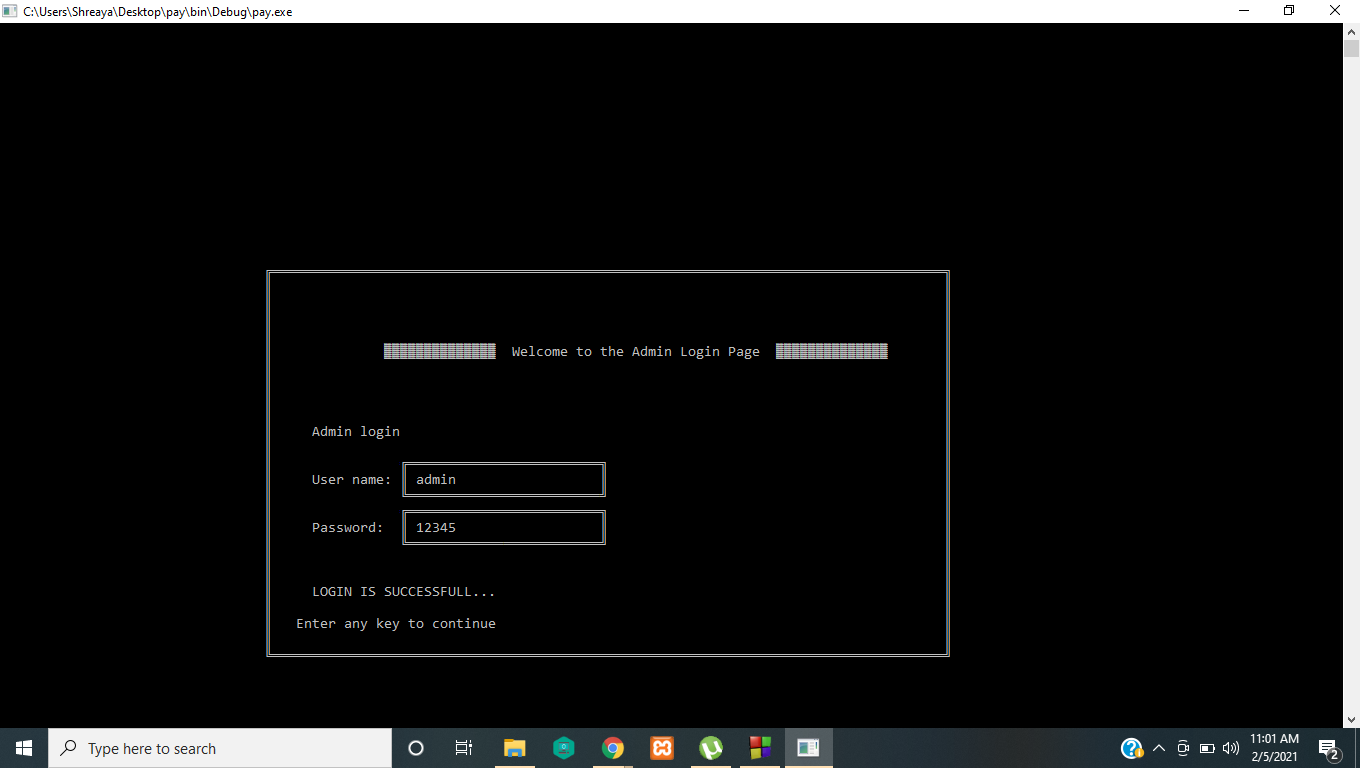 C:\Users\Shreaya\Desktop\pay\bin\Debug\pay.exe
Welcome to the Admin Login Page
Admin login
User name: admin
Password: 12345
LOGIN IS SUCCESSFULL...
Enter any key to continue
Type here to search
11:01 AM
2/5/2021
2